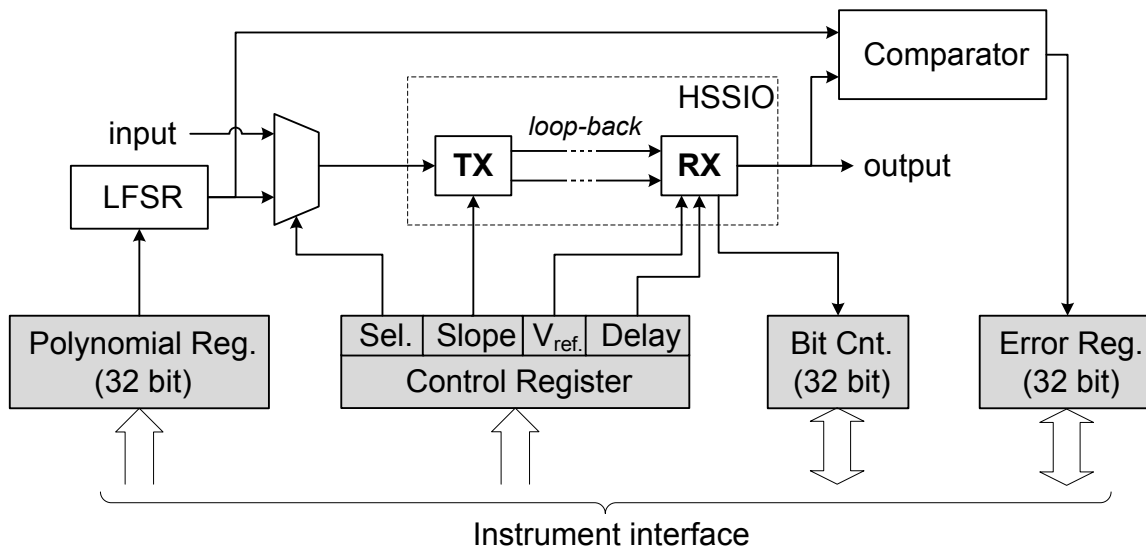 Comparator
HSSIO
input
loop-back
TX
RX
output
LFSR
Sel.
Slope
Vref.
Delay
Polynomial Reg.
(32 bit)
Control Register
Bit Cnt.
(32 bit)
Error Reg.
(32 bit)
Instrument interface